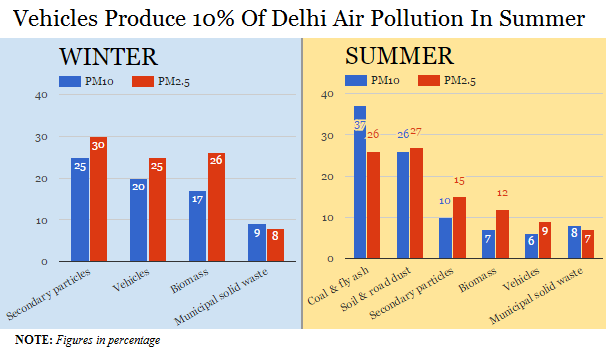 Vehicles Produce 10% Of Delhi Air Pollution In Summer
WINTER
PM10 PM2.5
40
30
20
10
0
25 30 20 25 17 26 9 8
Secondary particles
Vehicles
Biomass
Municipal solid waste
SUMMER
PM10 PM2.5
40
30
20
10
0
37 26 26 27 10 15 7 12 6 9 8 7
Coal & fly ash
Soil & road dust
Secondary particles
Biomass
Vehicles
Municipal solid waste
NOTE: Figures in percentage